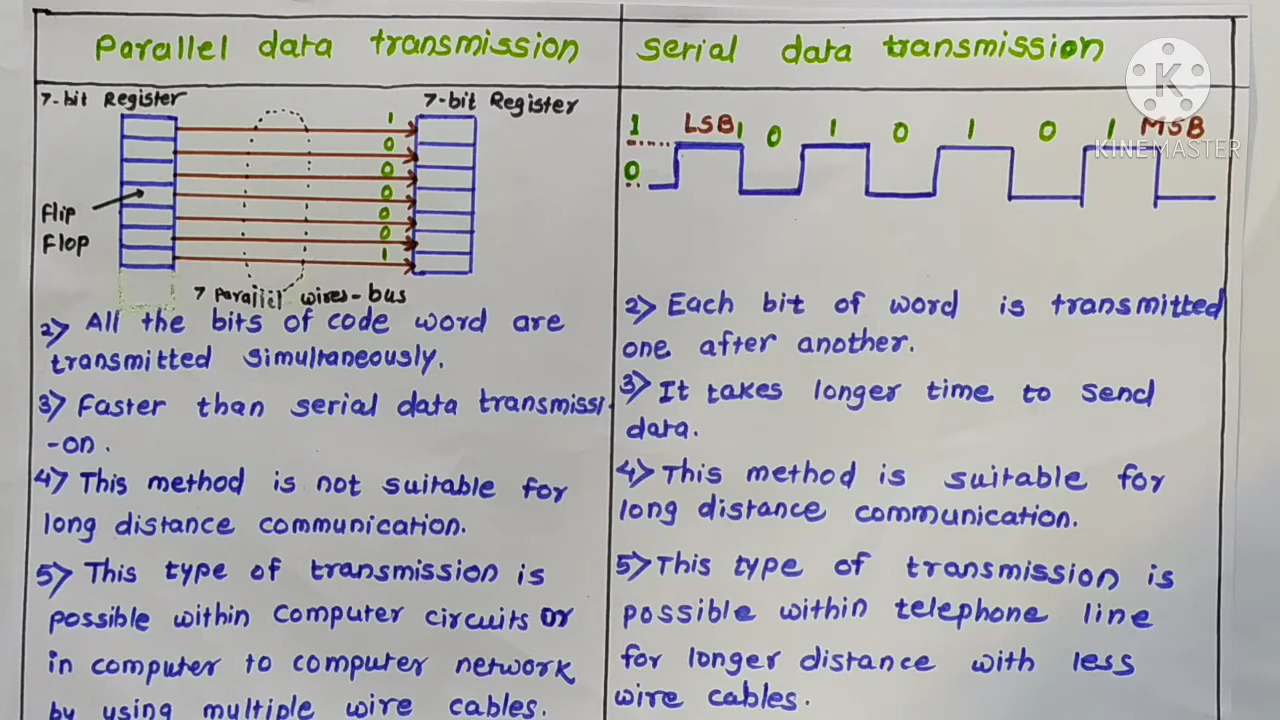 Parallel data transmission
7-bit Register
7-bit Register
1
0
0
0
0
0
1
Flip
Flop
7 parallel wires-bus
2) All the bits of code word are
transmitted simultaneously.
3) Faster than serial data transmissi
-on.
4) This method is not suitable for
long distance communication.
5) This type of transmission is
possible within computer circuits or
in computer to computer network
by using multiple wire cables.
serial data transmission
K
KINEMASTER
1 LSB 1 0 1 0 1 0 1 MSB
0
2) Each bit of word is transmitted
one after another.
3) It takes longer time to send
data.
4) This method is suitable for
long distance communication.
5) This type of transmission is
possible within telephone line
for longer distance with less
wire cables.